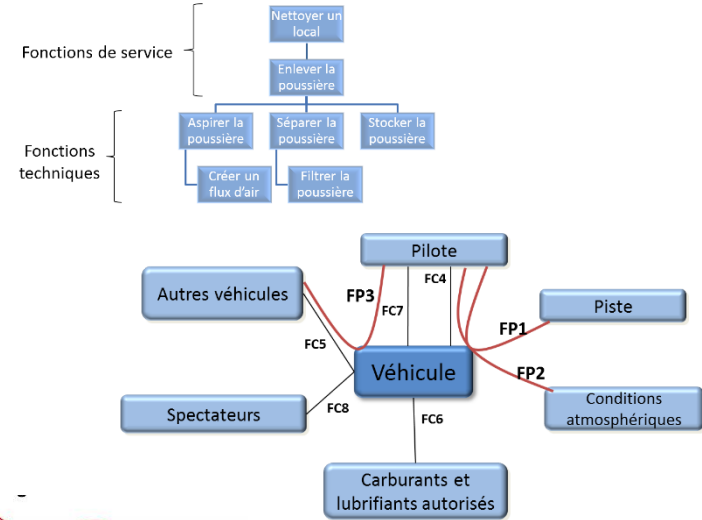 Nettoyer un
local
Fonctions de service
Enlever la
poussière
Aspirer la
poussière
Séparer la
poussière
Stocker la
poussière
Fonctions
techniques
Créer un
flux d'air
Filtrer la
poussière
Pilote
Autres véhicules
FP3
FC7
FC4
Piste
FP1
FC5
Véhicule
FP2
Spectateurs
FC8
FC6
Conditions
atmosphériques
Carburants et
lubrifiants autorisés